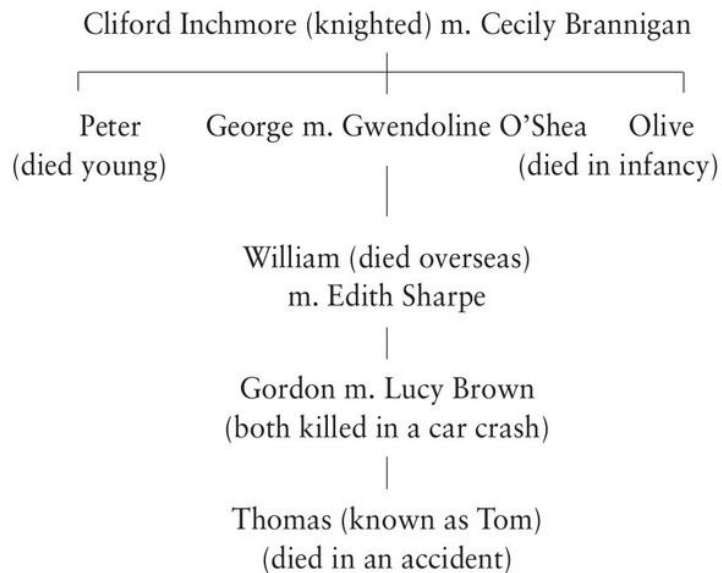 Cliford Inchmore (knighted) m. Cecily Brannigan
Peter George m. Gwendoline O’Shea Olive
(died young) (died in infancy)
William (died overseas)
m. Edith Sharpe
Gordon m. Lucy Brown
(both killed in a car crash)
Thomas (known as Tom)
(died in an accident)